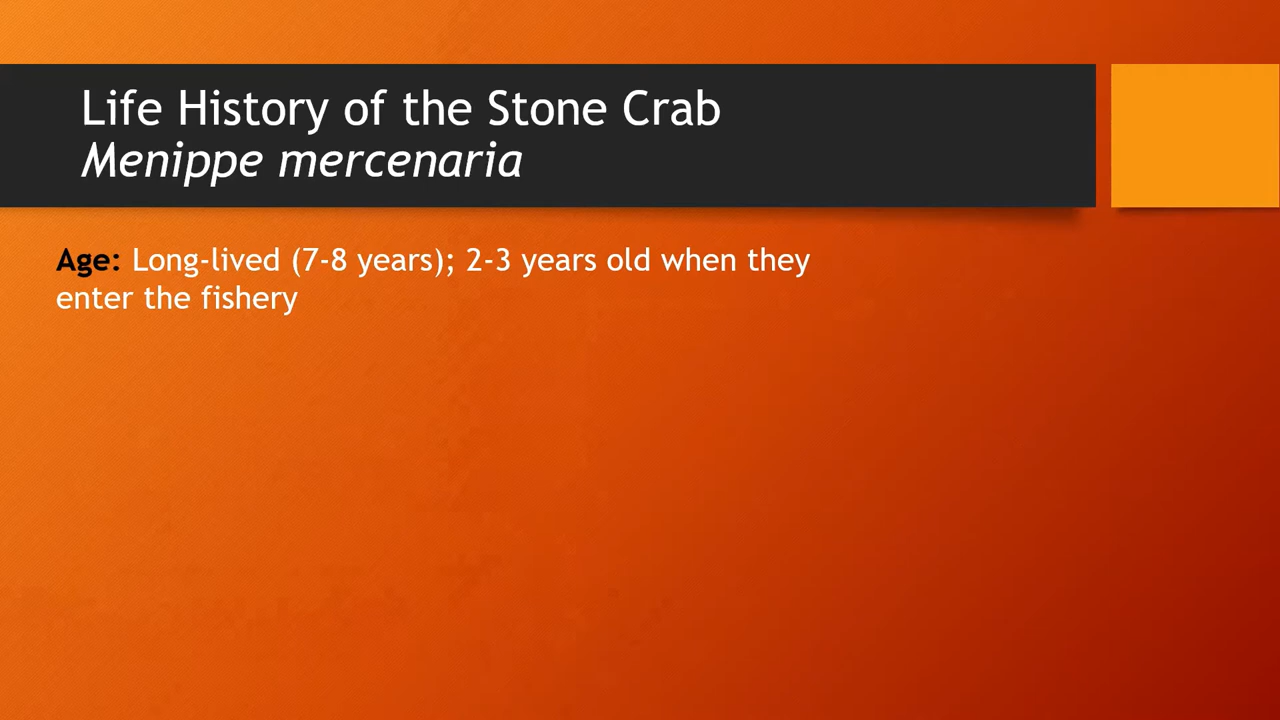 Life History of the Stone Crab
Menippe mercenaria
Age: Long-lived (7-8 years); 2-3 years old when they
enter the fishery